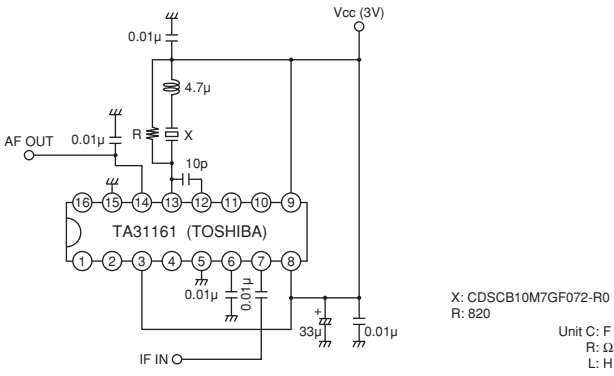 Vcc (3V)
0.01μ
4.7μ
AF OUT
0.01μ
R
X
10p
16
15
14
13
12
11
10
9
TA31161 (TOSHIBA)
1
2
3
4
5
6
7
8
0.01μ
0.01μ
+
33μ
0.01μ
IF IN
X: CDSCB10M7GF072-R0
R: 820
Unit C: F
R: Ω
L: H